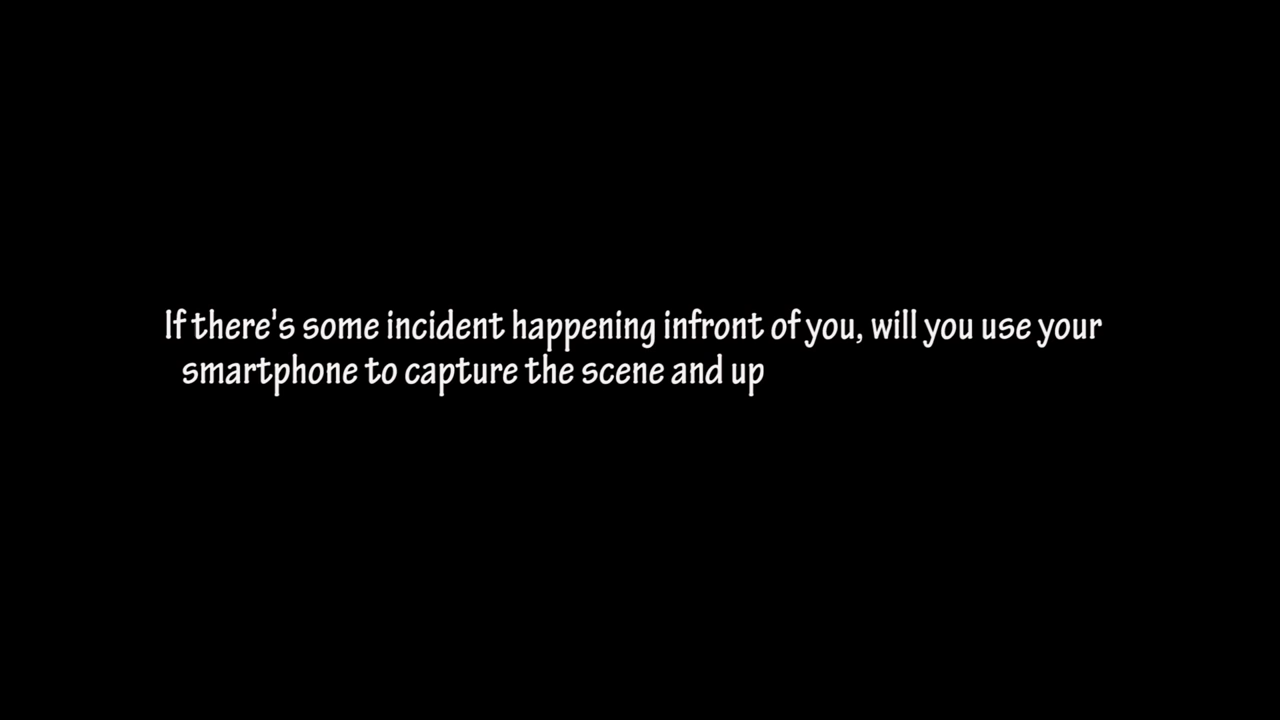 If there's some incident happening infront of you, will you use your
smartphone to capture the scene and up